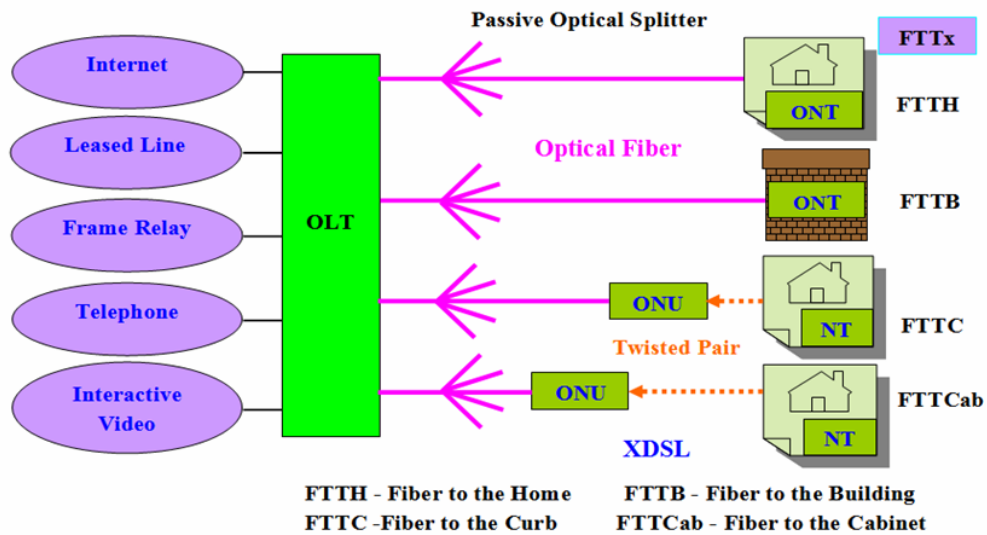 Passive Optical Splitter
FTTx
Internet
ONT
FTTH
Leased Line
Optical Fiber
ONT
FTTB
Frame Relay
OLT
Telephone
ONU
NT
FTTC
Twisted Pair
Interactive
Video
ONU
NT
FTTCab
XDSL
FTTH - Fiber to the Home
FTTB - Fiber to the Building
FTTC -Fiber to the Curb
FTTCab - Fiber to the Cabinet